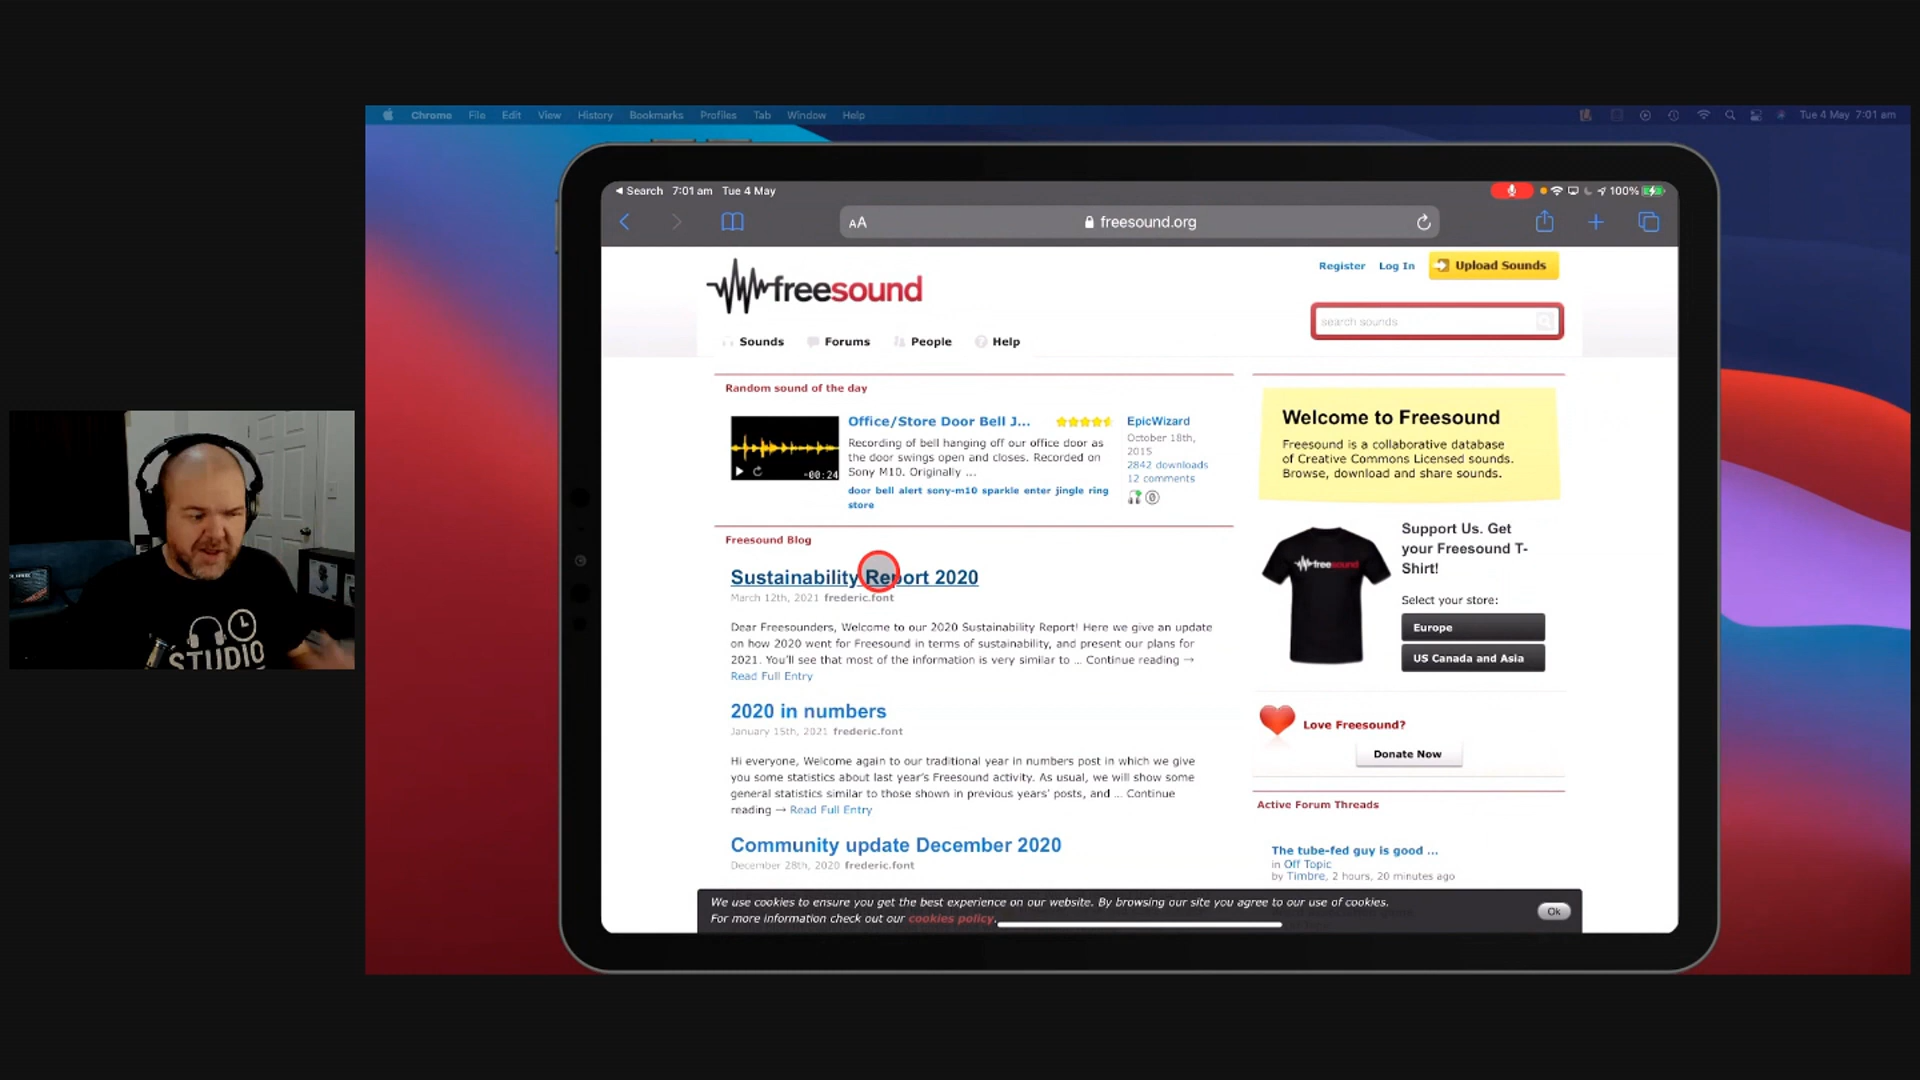 Chrome File Edit View History Bookmarks Profiles Tab Window Help
Tue 4 May 7:01 am
Search 7:01 am Tue 4 May
100%
AA
freesound.org
freesound
Register Log In Upload Sounds
search sounds
Sounds Forums People Help
Random sound of the day
Office/Store Door Bell J...
Recording of bell hanging off our office door as
the door swings open and closes. Recorded on
Sony M10. Originally ...
door bell alert sony-m10 sparkle enter jingle ring
store
-00:24
EpicWizard
October 18th,
2015
2842 downloads
12 comments
Freesound Blog
Sustainability Report 2020
March 12th, 2021 frederic.font
Dear Freesounders, Welcome to our 2020 Sustainability Report! Here we give an update
on how 2020 went for Freesound in terms of sustainability, and present our plans for
2021. You'll see that most of the information is very similar to ... Continue reading →
Read Full Entry
2020 in numbers
January 15th, 2021 frederic.font
Hi everyone, Welcome again to our traditional year in numbers post in which we give
you some statistics about last year's Freesound activity. As usual, we will show some
general statistics similar to those shown in previous years' posts, and ... Continue
reading → Read Full Entry
Community update December 2020
December 28th, 2020 frederic.font
Welcome to Freesound
Freesound is a collaborative database
of Creative Commons Licensed sounds.
Browse, download and share sounds.
freesound
Support Us. Get
your Freesound T-
Shirt!
Select your store:
Europe
US Canada and Asia
Love Freesound?
Donate Now
Active Forum Threads
The tube-fed guy is good ...
in Off Topic
by Timbre, 2 hours, 20 minutes ago
We use cookies to ensure you get the best experience on our website. By browsing our site you agree to our use of cookies.
For more information check out our cookies policy.
Ok
STUDIO